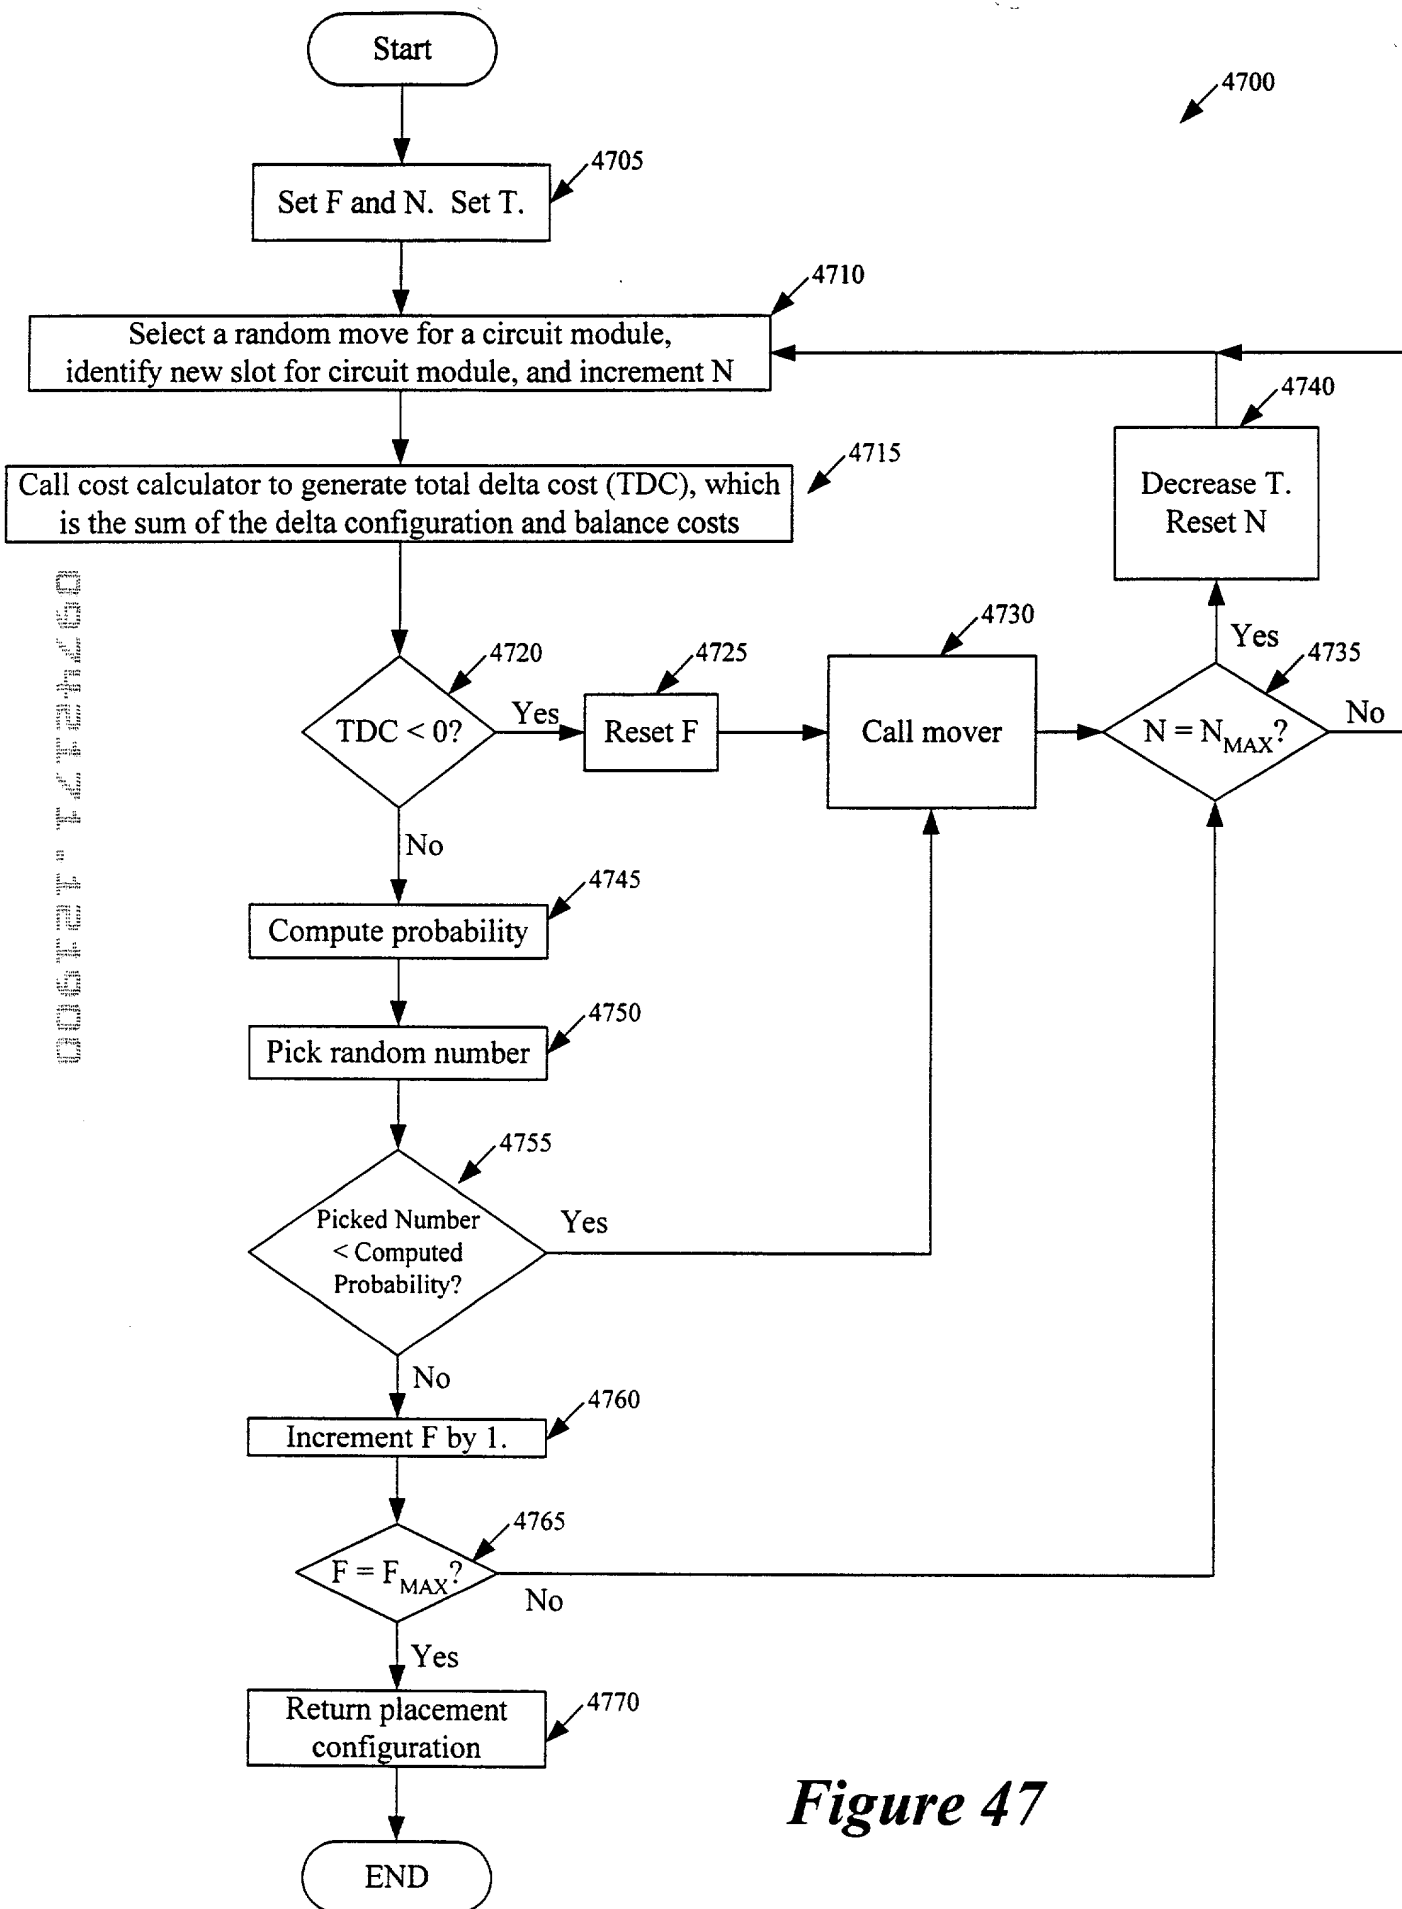 Start
4700
4705
Set F and N. Set T.
4710
Select a random move for a circuit module,
identify new slot for circuit module, and increment N
4740
Decrease T.
Reset N
4715
Call cost calculator to generate total delta cost (TDC), which
is the sum of the delta configuration and balance costs
4720
TDC < 0?
Yes
4725
Reset F
4730
Call mover
Yes
4735
N = NMAX?
No
No
4745
Compute probability
4750
Pick random number
4755
Picked Number
< Computed
Probability?
Yes
No
4760
Increment F by 1.
4765
F = FMAX?
No
Yes
4770
Return placement
configuration
END
Figure 47